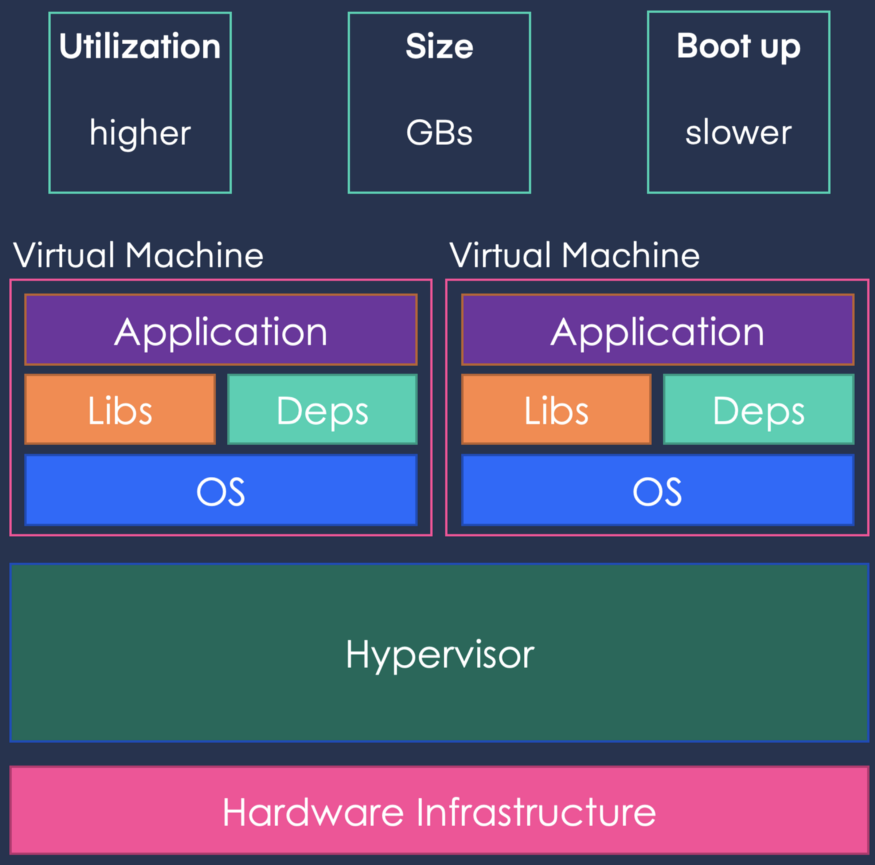 Utilization
higher
Size
GBs
Boot up
slower
Virtual Machine
Application
Libs
Deps
OS
Virtual Machine
Application
Libs
Deps
OS
Hypervisor
Hardware Infrastructure